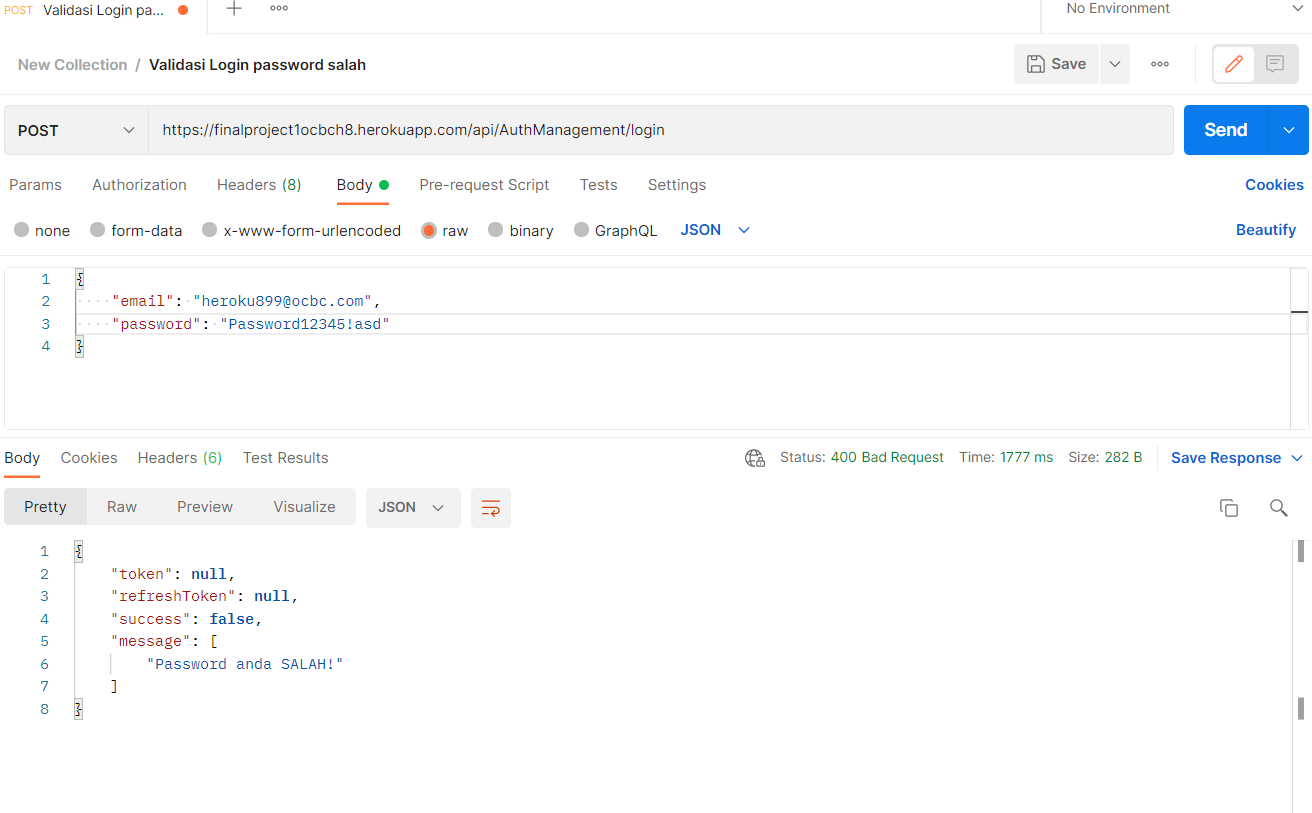 POST Validasi Login pa...
No Environment
New Collection / Validasi Login password salah
Save
POST
https://finalproject1ocbch8.herokuapp.com/api/AuthManagement/login
Send
Params Authorization Headers (8) Body Pre-request Script Tests Settings Cookies
none form-data x-www-form-urlencoded raw binary GraphQL JSON Beautify
1 {
2 "email": "heroku899@ocbc.com",
3 "password": "Password12345!asd"
4 }
Body Cookies Headers (6) Test Results Status: 400 Bad Request Time: 1777 ms Size: 282 B Save Response
Pretty Raw Preview Visualize JSON
1 {
2 "token": null,
3 "refreshToken": null,
4 "success": false,
5 "message": [
6 "Password anda SALAH!"
7 ]
8 }